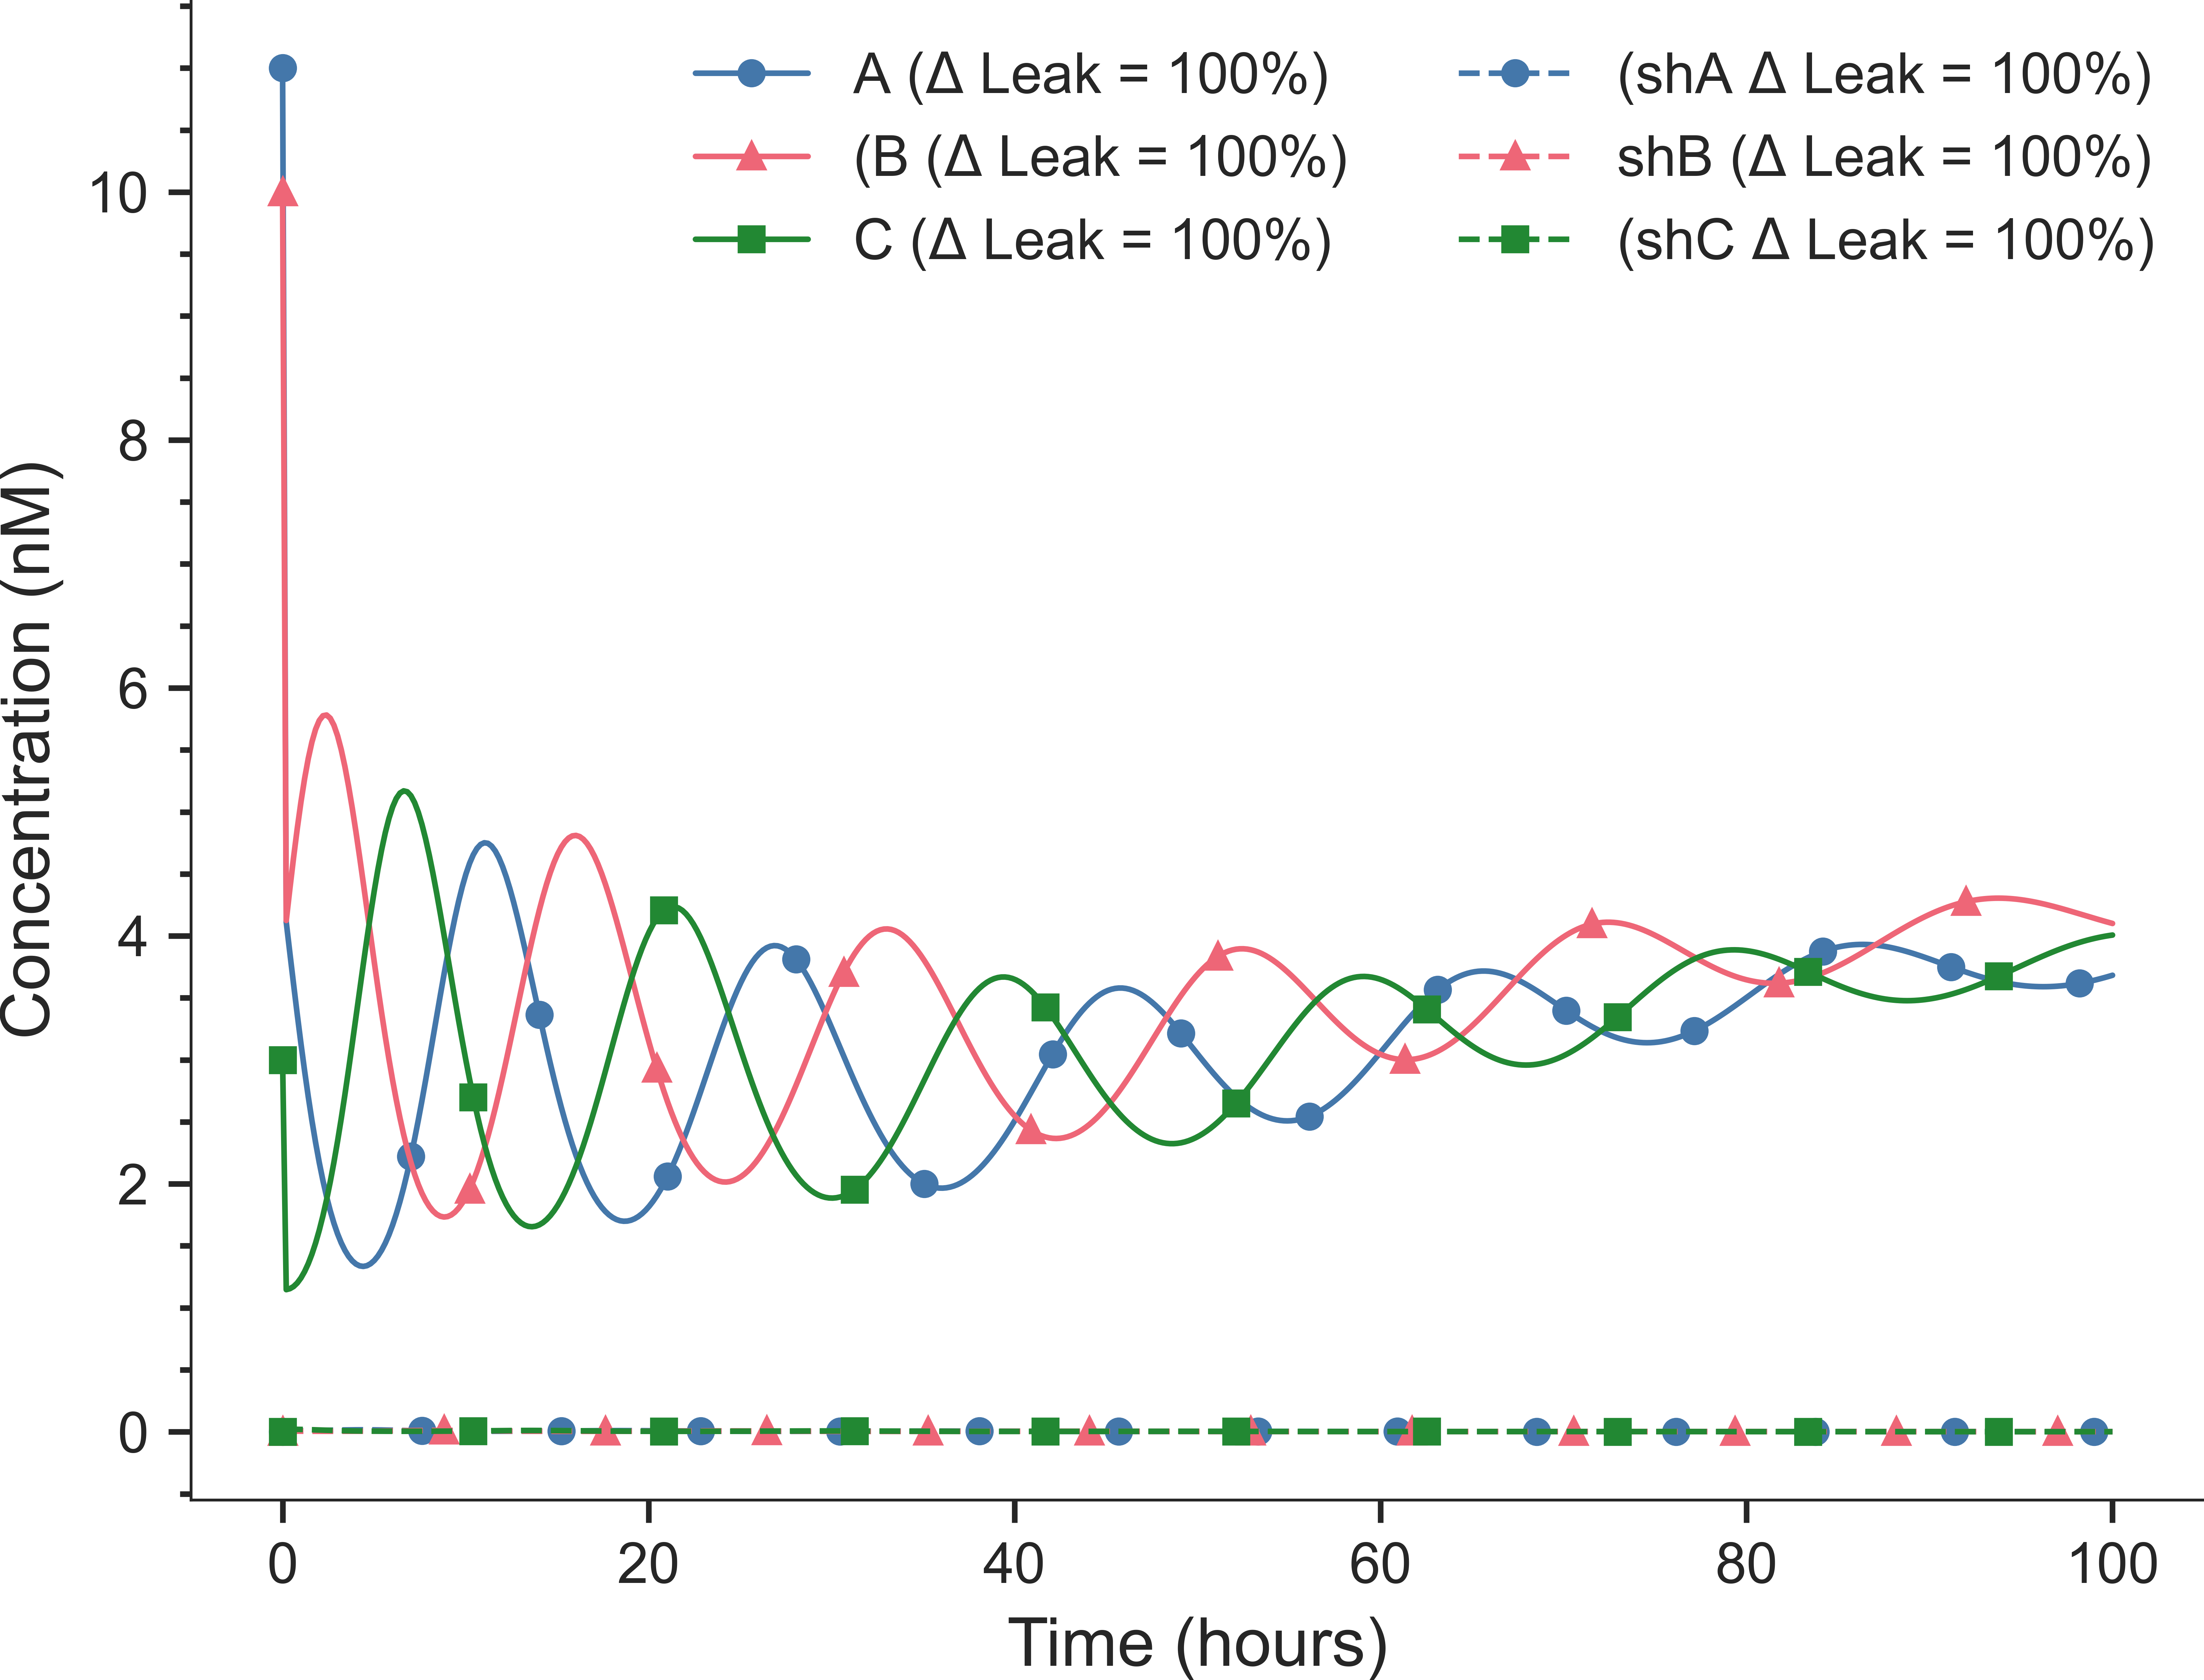 A (Δ Leak = 100%)
(B (Δ Leak = 100%)
C (Δ Leak = 100%)
(shA Δ Leak = 100%)
shB (Δ Leak = 100%)
(shC Δ Leak = 100%)
Concentration (nM)
10
8
6
4
2
0
0 20 40 60 80 100
Time (hours)